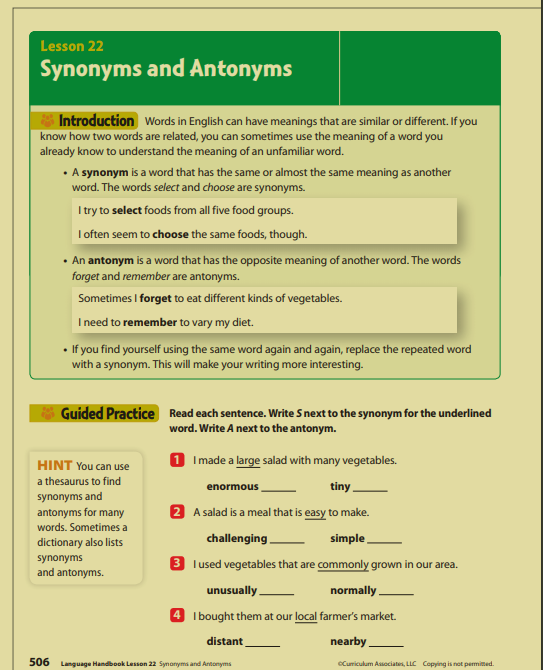 Lesson 22
Synonyms and Antonyms
Introduction Words in English can have meanings that are similar or different. If you
know how two words are related, you can sometimes use the meaning of a word you
already know to understand the meaning of an unfamiliar word.
• A synonym is a word that has the same or almost the same meaning as another
word. The words select and choose are synonyms.
I try to select foods from all five food groups.
I often seem to choose the same foods, though.
• An antonym is a word that has the opposite meaning of another word. The words
forget and remember are antonyms.
Sometimes I forget to eat different kinds of vegetables.
I need to remember to vary my diet.
• If you find yourself using the same word again and again, replace the repeated word
with a synonym. This will make your writing more interesting.
Guided Practice Read each sentence. Write S next to the synonym for the underlined
word. Write A next to the antonym.
HINT You can use
a thesaurus to find
synonyms and
antonyms for many
words. Sometimes a
dictionary also lists
synonyms
and antonyms.
1 I made a large salad with many vegetables.
enormous ______ tiny ______
2 A salad is a meal that is easy to make.
challenging ______ simple ______
3 I used vegetables that are commonly grown in our area.
unusually ______ normally ______
4 I bought them at our local farmer's market.
distant ______ nearby ______
506 Language Handbook Lesson 22 Synonyms and Antonyms ©Curriculum Associates, LLC Copying is not permitted.